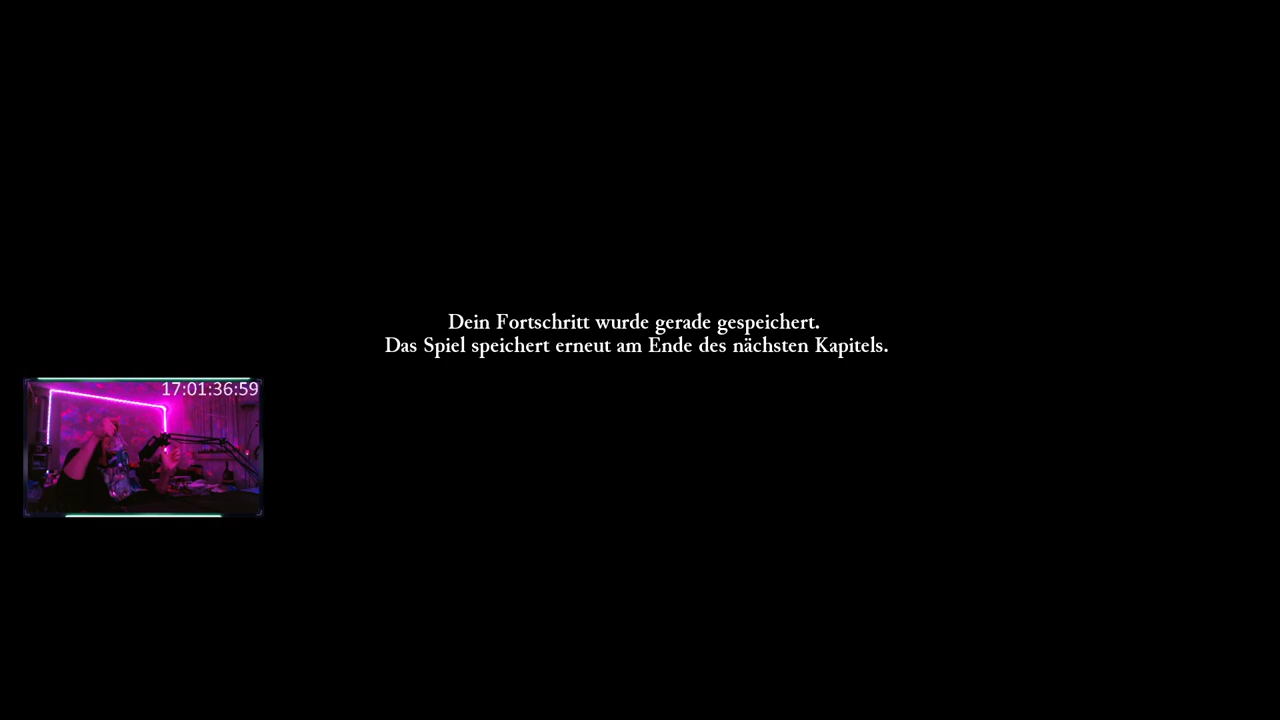 Dein Fortschritt wurde gerade gespeichert.
Das Spiel speichert erneut am Ende des nächsten Kapitels.
17:01:36:59